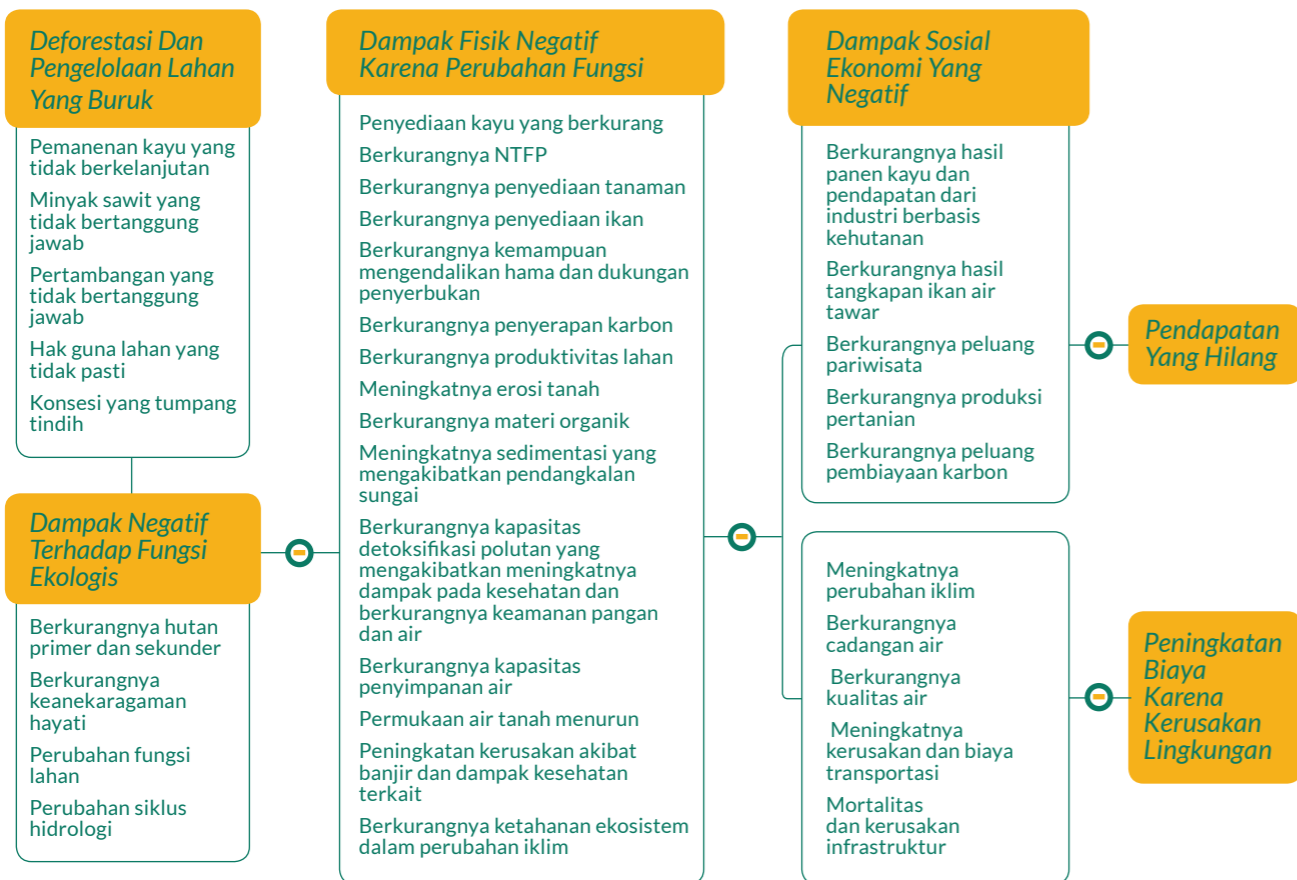 Deforestasi Dan
Pengelolaan Lahan
Yang Buruk
Pemanenan kayu yang
tidak berkelanjutan
Minyak sawit yang
tidak bertanggung
jawab
Pertambangan yang
tidak bertanggung
jawab
Hak guna lahan yang
tidak pasti
Konsesi yang tumpang
tindih
Dampak Negatif
Terhadap Fungsi
Ekologis
Berkurangnya hutan
primer dan sekunder
Berkurangnya
keanekaragaman
hayati
Perubahan fungsi
lahan
Perubahan siklus
hidrologi
Dampak Fisik Negatif
Karena Perubahan Fungsi
Penyediaan kayu yang berkurang
Berkurangnya NTFP
Berkurangnya penyediaan tanaman
Berkurangnya penyediaan ikan
Berkurangnya kemampuan
mengendalikan hama dan dukungan
penyerbukan
Berkurangnya penyerapan karbon
Berkurangnya produktivitas lahan
Meningkatnya erosi tanah
Berkurangnya materi organik
Meningkatnya sedimentasi yang
mengakibatkan pendangkalan
sungai
Berkurangnya kapasitas
detoksifikasi polutan yang
mengakibatkan meningkatnya
dampak pada kesehatan dan
berkurangnya keamanan pangan
dan air
Berkurangnya kapasitas
penyimpanan air
Permukaan air tanah menurun
Peningkatan kerusakan akibat
banjir dan dampak kesehatan
terkait
Berkurangnya ketahanan ekosistem
dalam perubahan iklim
Dampak Sosial
Ekonomi Yang
Negatif
Berkurangnya hasil
panen kayu dan
pendapatan dari
industri berbasis
kehutanan
Berkurangnya hasil
tangkapan ikan air
tawar
Berkurangnya peluang
pariwisata
Berkurangnya produksi
pertanian
Berkurangnya peluang
pembiayaan karbon
Meningkatnya
perubahan iklim
Berkurangnya
cadangan air
Berkurangnya
kualitas air
Meningkatnya
kerusakan dan biaya
transportasi
Mortalitas
dan kerusakan
infrastruktur
Pendapatan
Yang Hilang
Peningkatan
Biaya
Karena
Kerusakan
Lingkungan